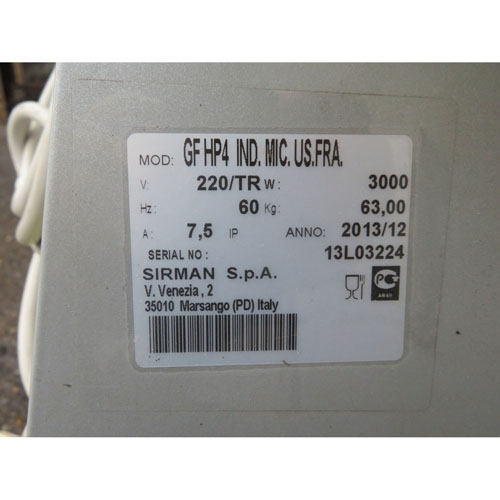 MOD: GF HP4 IND. MIC. US.FRA.
V: 220/TR W: 3000
Hz: 60 Kg: 63,00
A: 7,5 IP ANNO: 2013/12
SERIAL NO: 13L03224
SIRMAN S.p.A.
V. Venezia , 2
35010 Marsango (PD) Italy